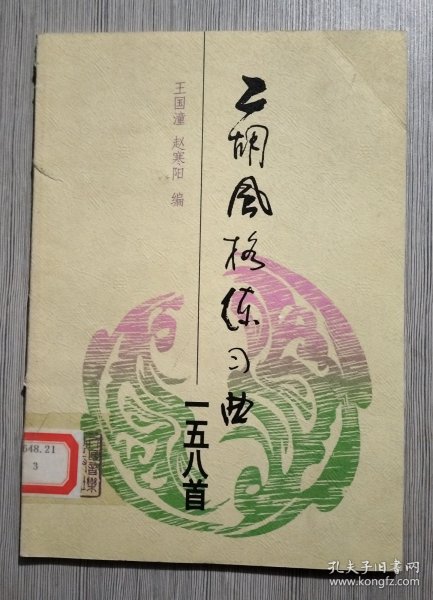 二胡风格练习曲
一五八首
王国潼 赵寒阳 编
648.21
3
孔夫子旧书网
www.kongfz.com